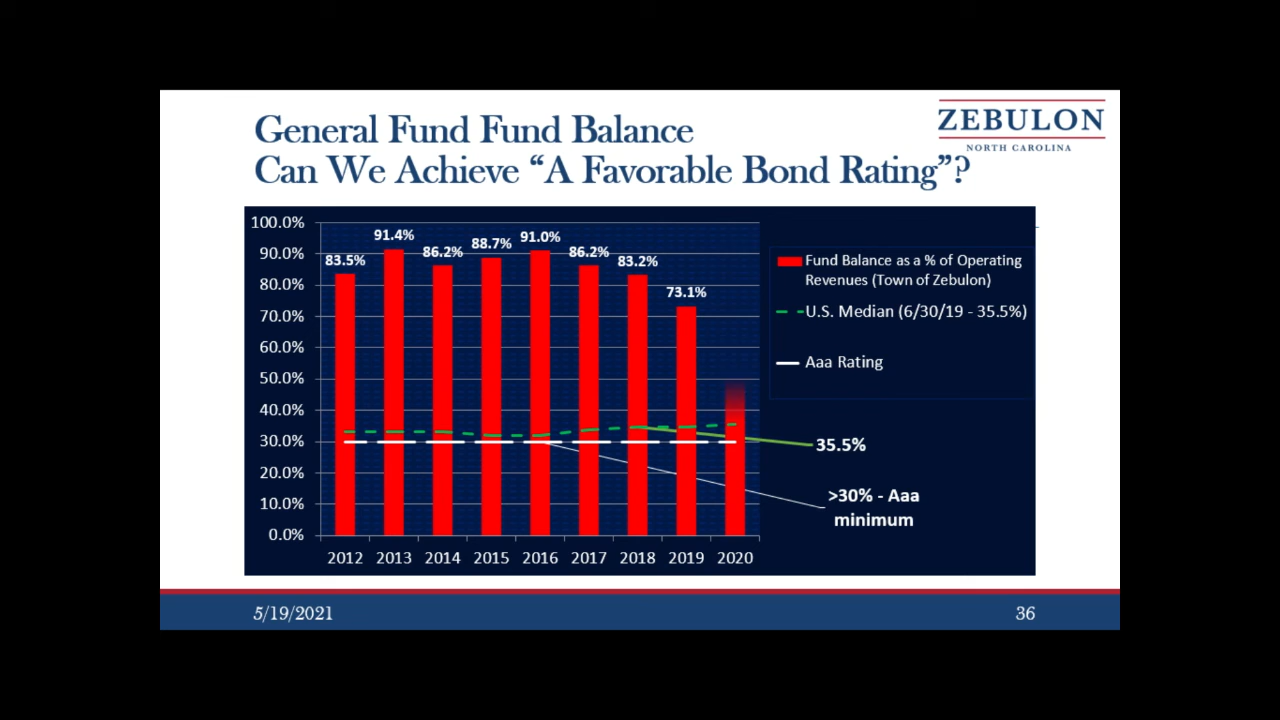 General Fund Fund Balance
Can We Achieve “A Favorable Bond Rating”?
ZEBULON
NORTH CAROLINA
100.0%
90.0%
80.0%
70.0%
60.0%
50.0%
40.0%
30.0%
20.0%
10.0%
0.0%
83.5%
91.4%
86.2%
88.7%
91.0%
86.2%
83.2%
73.1%
2012 2013 2014 2015 2016 2017 2018 2019 2020
Fund Balance as a % of Operating
Revenues (Town of Zebulon)
U.S. Median (6/30/19 - 35.5%)
Aaa Rating
35.5%
>30% - Aaa
minimum
5/19/2021
36